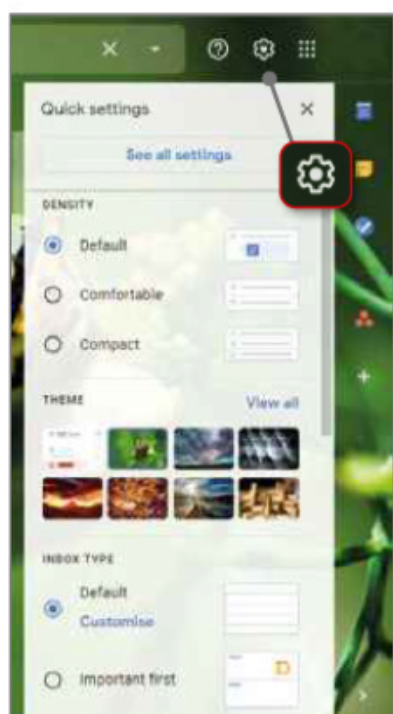 Quick settings
See all settings
DENSITY
Default
Comfortable
Compact
THEME
View all
INBOX TYPE
Default
Customise
Important first